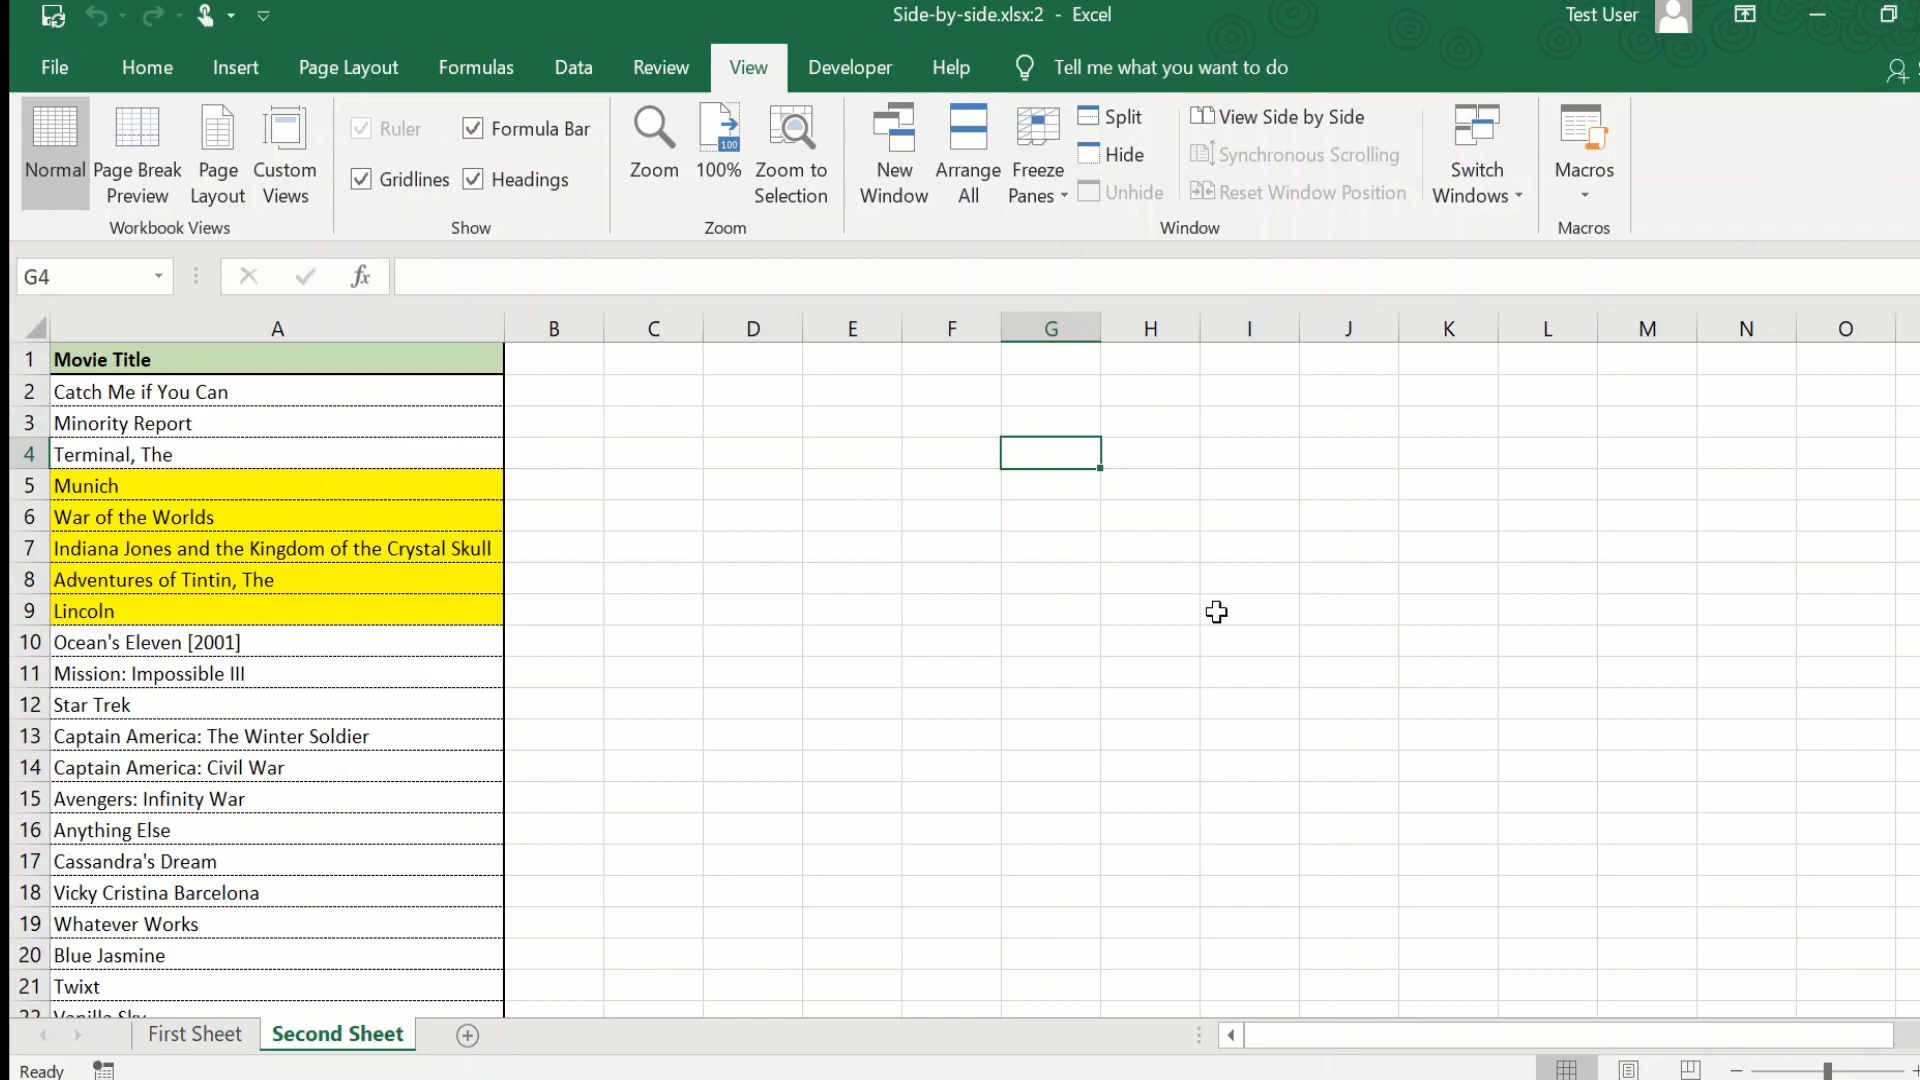 Side-by-side.xlsx:2 - Excel
Test User
File Home Insert Page Layout Formulas Data Review View Developer Help Tell me what you want to do
Normal
Page Break Preview
Page Layout
Custom Views
Workbook Views
Ruler
Formula Bar
Gridlines
Headings
Show
Zoom
100
100%
Zoom to Selection
Zoom
New Window
Arrange All
Freeze Panes
Split
Hide
Unhide
View Side by Side
Synchronous Scrolling
Reset Window Position
Window
Switch Windows
Macros
Macros
G4
fx
A B C D E F G H I J K L M N O
1 Movie Title
2 Catch Me if You Can
3 Minority Report
4 Terminal, The
5 Munich
6 War of the Worlds
7 Indiana Jones and the Kingdom of the Crystal Skull
8 Adventures of Tintin, The
9 Lincoln
10 Ocean's Eleven [2001]
11 Mission: Impossible III
12 Star Trek
13 Captain America: The Winter Soldier
14 Captain America: Civil War
15 Avengers: Infinity War
16 Anything Else
17 Cassandra's Dream
18 Vicky Cristina Barcelona
19 Whatever Works
20 Blue Jasmine
21 Twixt
22 Vanilla Sky
First Sheet Second Sheet
Ready